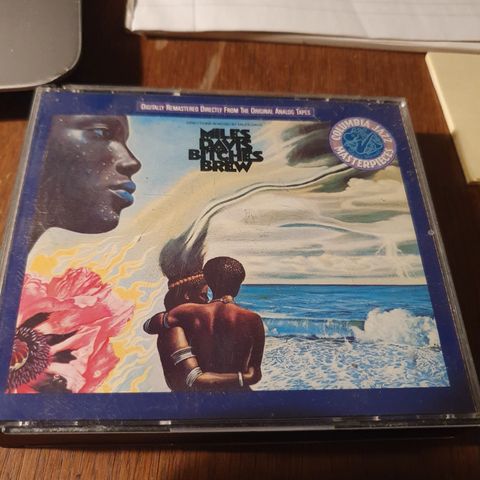 DIGITALLY REMASTERED DIRECTLY FROM THE ORIGINAL ANALOG TAPES
MILES
DAVIS
BITCHES
BREW
COLUMBIA JAZZ
MASTERPIECES